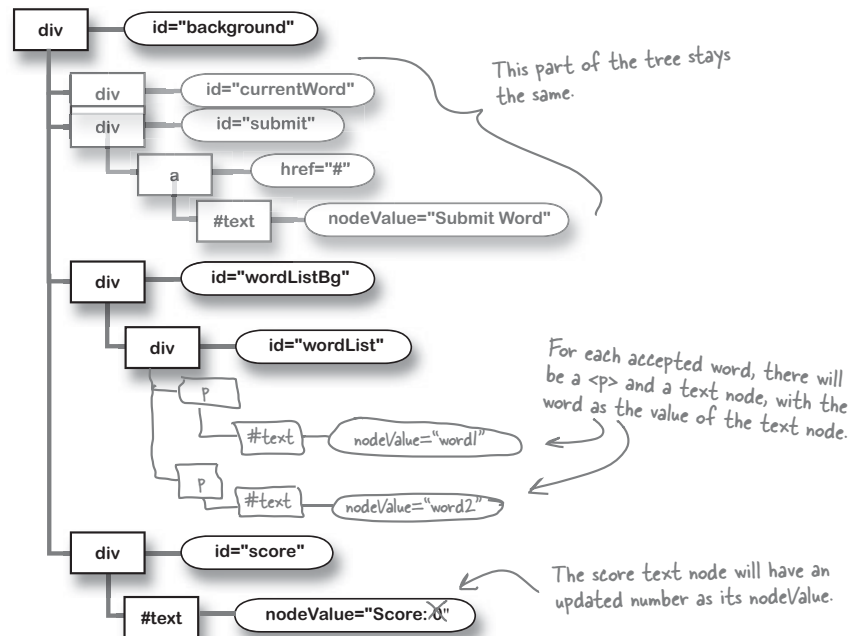 div id="background"
This part of the tree stays
the same.
div id="currentWord"
div id="submit"
a href="#"
#text nodeValue="Submit Word"
div id="wordListBg"
div id="wordList"
For each accepted word, there will
be a <p> and a text node, with the
word as the value of the text node.
p
#text nodeValue="word1"
p
#text nodeValue="word2"
div id="score"
The score text node will have an
updated number as its nodeValue.
#text nodeValue="Score: 0"